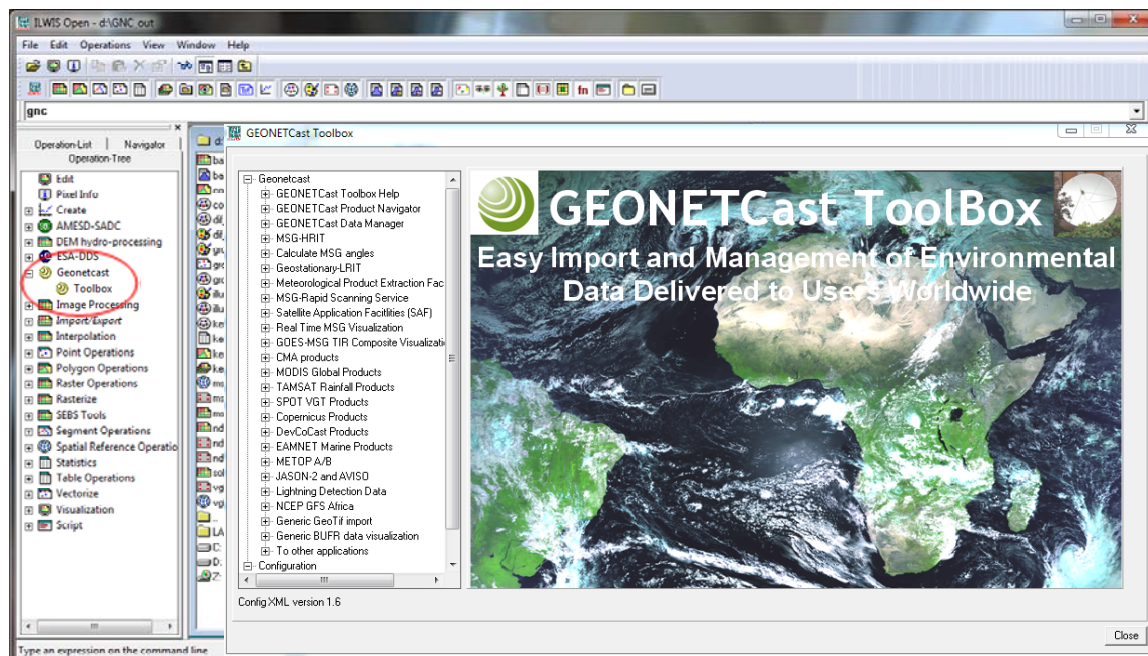 ILWIS Open - d:\GNC_out
File Edit Operations View Window Help
fn
gnc
Operation-List Navigator
Operation-Tree
Edit
Pixel Info
Create
AMESD-SADC
DEM hydro-processing
ESA-DDS
Geonetcast
Toolbox
Image Processing
Import/Export
Interpolation
Point Operations
Polygon Operations
Raster Operations
Rasterize
SEBS Tools
Segment Operations
Spatial Reference Operatio
Statistics
Table Operations
Vectorize
Visualization
Script
GEONETCast Toolbox
Geonetcast
GEONETCast Toolbox Help
GEONETCast Product Navigator
GEONETCast Data Manager
MSG-HRIT
Calculate MSG angles
Geostationary-LRIT
Meteorological Product Extraction Fac
MSG-Rapid Scanning Service
Satellite Application Facitlities (SAF)
Real Time MSG Visualization
GOES-MSG TIR Composite Visualizati
CMA products
MODIS Global Products
TAMSAT Rainfall Products
SPOT VGT Products
Copernicus Products
DevCoCast Products
EAMNET Marine Products
METOP A/B
JASON-2 and AVISO
Lightning Detection Data
NCEP GFS Africa
Generic GeoTif import
Generic BUFR data visualization
To other applications
Configuration
Config XML version 1.6
GEONETCast ToolBox
Easy Import and Management of Environmental
Data Delivered to Users Worldwide
Close
Type an expression on the command line